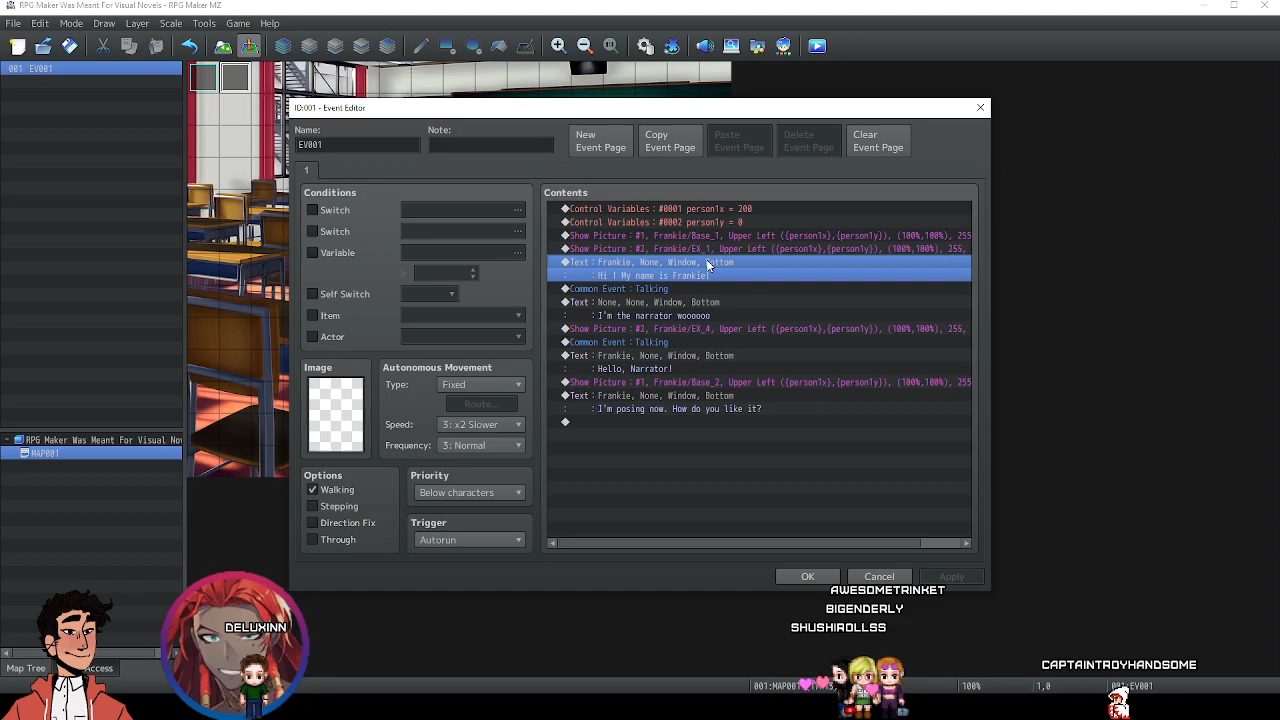 RPG Maker Was Meant For Visual Novels - RPG Maker MZ
File Edit Mode Draw Layer Scale Tools Game Help
001 EV001
ID:001 - Event Editor
Name:
EV001
Note:
New
Event Page
Copy
Event Page
Paste
Event Page
Delete
Event Page
Clear
Event Page
1
Conditions
Switch
Switch
Variable
Self Switch
Item
Actor
Image
Autonomous Movement
Type: Fixed
Route...
Speed: 3: x2 Slower
Frequency: 3: Normal
Options
Walking
Stepping
Direction Fix
Through
Priority
Below characters
Trigger
Autorun
Contents
◆Control Variables : #0001 person1x = 200
◆Control Variables : #0002 person1y = 0
◆Show Picture : #1, Frankie/Base_1, Upper Left ({person1x},{person1y}), (100%,100%), 255
◆Show Picture : #2, Frankie/EX_1, Upper Left ({person1x},{person1y}), (100%,100%), 255,
◆Text : Frankie, None, Window, Bottom
: : Hi ! My name is Frankie!
◆Common Event : Talking
◆Text : None, None, Window, Bottom
: : I'm the narrator woooooo
◆Show Picture : #2, Frankie/EX_4, Upper Left ({person1x},{person1y}), (100%,100%), 255,
◆Common Event : Talking
◆Text : Frankie, None, Window, Bottom
: : Hello, Narrator!
◆Show Picture : #1, Frankie/Base_2, Upper Left ({person1x},{person1y}), (100%,100%), 255
◆Text : Frankie, None, Window, Bottom
: : I'm posing now. How do you like it?
◆
OK Cancel Apply
RPG Maker Was Meant For Visual Nov
MAP001
Map Tree
Access
AWESOMETRINKET
BIGENDERLY
SHUSHIROLLSS
DELUXINN
CAPTAINTROYHANDSOME
001:MAP001
100%
1,0
001:EV001